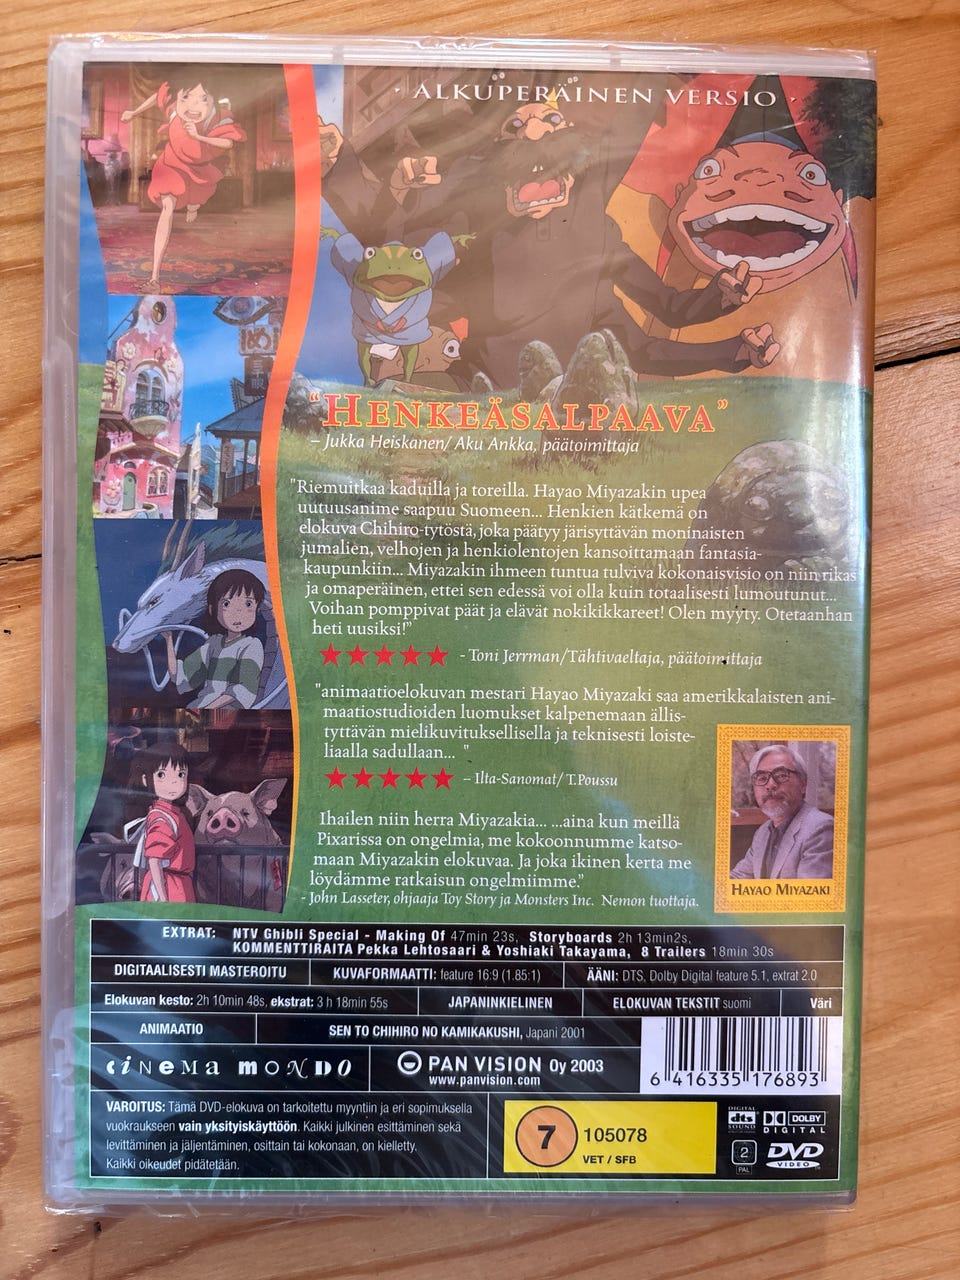 · ALKUPERÄINEN VERSIO ·
め
"HENKEÄSALPAAVA"
– Jukka Heiskanen/ Aku Ankka, päätoimittaja
"Riemuitkaa kaduilla ja toreilla. Hayao Miyazakin upea
uutuusanime saapuu Suomeen... Henkien kätkemä on
elokuva Chihiro-tytöstä, joka päätyy järisyttävän moninaisten
jumalien, velhojen ja henkiolentojen kansoittamaan fantasia-
kaupunkiin... Miyazakin ihmeen tuntua tulviva kokonaisvisio on niin rikas
ja omaperäinen, ettei sen edessä voi olla kuin totaalisesti lumoutunut...
Voihan pomppivat päät ja elävät nokikikkareet! Olen myyty. Otetaanhan
heti uusiksi!"
- Toni Jerrman/Tähtivaeltaja, päätoimittaja
"animaatioelokuvan mestari Hayao Miyazaki saa amerikkalaisten ani-
maatiostudioiden luomukset kalpenemaan ällis-
tyttävän mielikuvituksellisella ja teknisesti loiste-
liaalla sadullaan... "
– Ilta-Sanomat/ T.Poussu
Ihailen niin herra Miyazakia... ...aina kun meillä
Pixarissa on ongelmia, me kokoonnumme katso-
maan Miyazakin elokuvaa. Ja joka ikinen kerta me
löydämme ratkaisun ongelmiimme."
- John Lasseter, ohjaaja Toy Story ja Monsters Inc. Nemon tuottaja.
HAYAO MIYAZAKI
EXTRAT: NTV Ghibli Special - Making Of 47min 23s, Storyboards 2h 13min2s,
KOMMENTTIRAITA Pekka Lehtosaari & Yoshiaki Takayama, 8 Trailers 18min 30s
DIGITAALISESTI MASTEROITU KUVAFORMAATTI: feature 16:9 (1.85:1) ÄÄNI: DTS, Dolby Digital feature 5.1, extrat 2.0
Elokuvan kesto: 2h 10min 48s, ekstrat: 3 h 18min 55s JAPANINKIELINEN ELOKUVAN TEKSTIT suomi Väri
ANIMAATIO SEN TO CHIHIRO NO KAMIKAKUSHI, Japani 2001
CiNeMa MONDO PAN VISION Oy 2003
www.panvision.com
6 416335 176893
VAROITUS: Tämä DVD-elokuva on tarkoitettu myyntiin ja eri sopimuksella
vuokraukseen vain yksityiskäyttöön. Kaikki julkinen esittäminen sekä
levittäminen ja jäljentäminen, osittain tai kokonaan, on kielletty.
Kaikki oikeudet pidätetään.
7 105078
VET / SFB
DIGITAL
dts
SOUND
DOLBY
DIGITAL
2
PAL
DVD
VIDEO